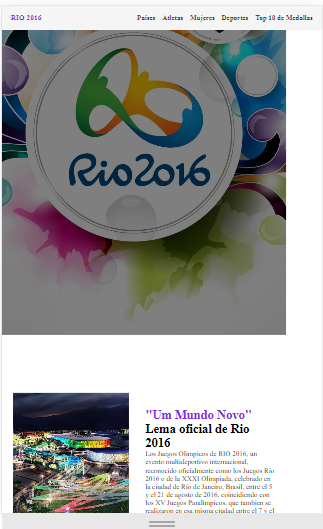 RIO 2016 Países Atletas Mujeres Deportes Top 10 de Medallas
Rio2016
"Um Mundo Novo"
Lema oficial de Rio
2016
Los Juegos Olímpicos de RIO 2016, un
evento multideportivo internacional,
reconocido oficialmente como los Juegos Río
2016 o de la XXXI Olimpiada, celebrado en
la ciudad de Río de Janeiro, Brasil, entre el 5
y el 21 de agosto de 2016, coincidiendo con
los XV Juegos Paralímpicos, que también se
realizaron en esa misma ciudad entre el 7 y el